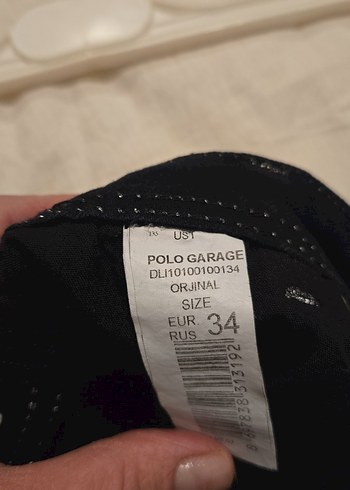 US1
POLO GARAGE
DLI10100100134
ORJINAL
SIZE
EUR 34
RUS